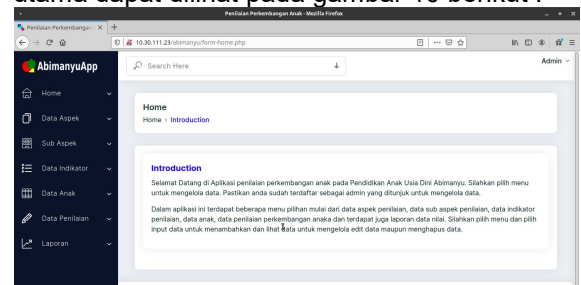 utama dapat dilihat pada gambar 10 berikut :
Penilaian Perkembangan Anak - Mozilla Firefox
Penilaian Perkembangan
10.30.111.23/abimanyu/form-home.php
AbimanyuApp
Search Here
Admin
Home
Data Aspek
Sub Aspek
Data Indikator
Data Anak
Data Penilaian
Laporan
Home
Home › Introduction
Introduction
Selamat Datang di Aplikasi penilaian perkembangan anak pada Pendidikan Anak Usia Dini Abimanyu. Silahkan pilih menu
untuk mengelola data. Pastikan anda sudah terdaftar sebagai admin yang ditunjuk untuk mengelola data.
Dalam aplikasi ini terdapat beberapa menu pilihan mulai dari data aspek penilaian, data sub aspek penilaian, data indikator
penilaian, data anak, data penilaian perkembangan anaka dan terdapat juga laporan data nilai. Silahkan pilih menu dan pilih
input data untuk menambahkan dan lihat data untuk mengelola edit data maupun menghapus data.